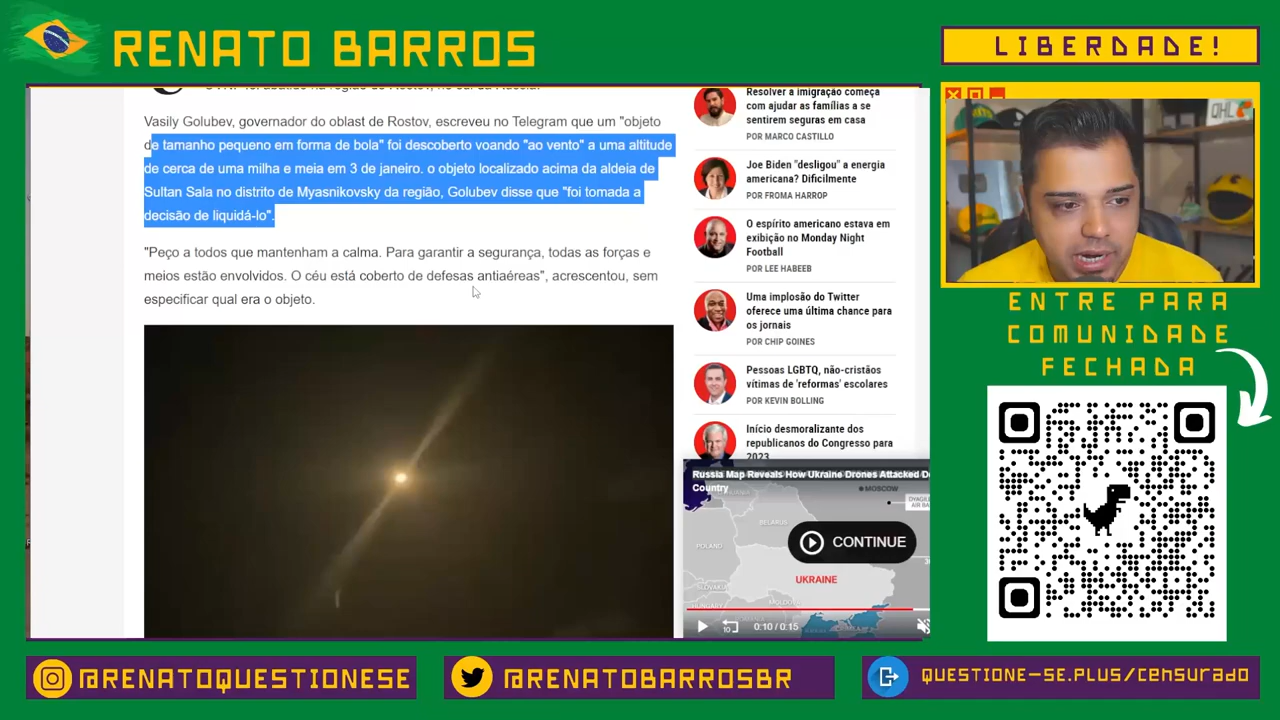 RENATO BARROS
LIBERDADE!
Vasily Golubev, governador do oblast de Rostov, escreveu no Telegram que um "objeto
de tamanho pequeno em forma de bola" foi descoberto voando "ao vento" a uma altitude
de cerca de uma milha e meia em 3 de janeiro. o objeto localizado acima da aldeia de
Sultan Sala no distrito de Myasnikovsky da região, Golubev disse que "foi tomada a
decisão de liquidá-lo".
"Peço a todos que mantenham a calma. Para garantir a segurança, todas as forças e
meios estão envolvidos. O céu está coberto de defesas antiaéreas", acrescentou, sem
especificar qual era o objeto.
Resolver a imigração começa
com ajudar as famílias a se
sentirem seguras em casa
POR MARCO CASTILLO
Joe Biden "desligou" a energia
americana? Dificilmente
POR FROMA HARROP
O espírito americano estava em
exibição no Monday Night
Football
POR LEE HABEEB
Uma implosão do Twitter
oferece uma última chance para
os jornais
POR CHIP GOINES
Pessoas LGBTQ, não-cristãos
vítimas de 'reformas' escolares
POR KEVIN BOLLING
Início desmoralizante dos
republicanos do Congresso para
2023
Russia Map Reveals How Ukraine Drones Attacked
Country
MOSCOW
BELARUS
POLAND
UKRAINE
CONTINUE
10
0:10 / 0:15
ENTRE PARA
COMUNIDADE
FECHADA
@RENATOQUESTIONESE
@RENATOBARROSBR
QUESTIONE-SE.PLUS/censurado